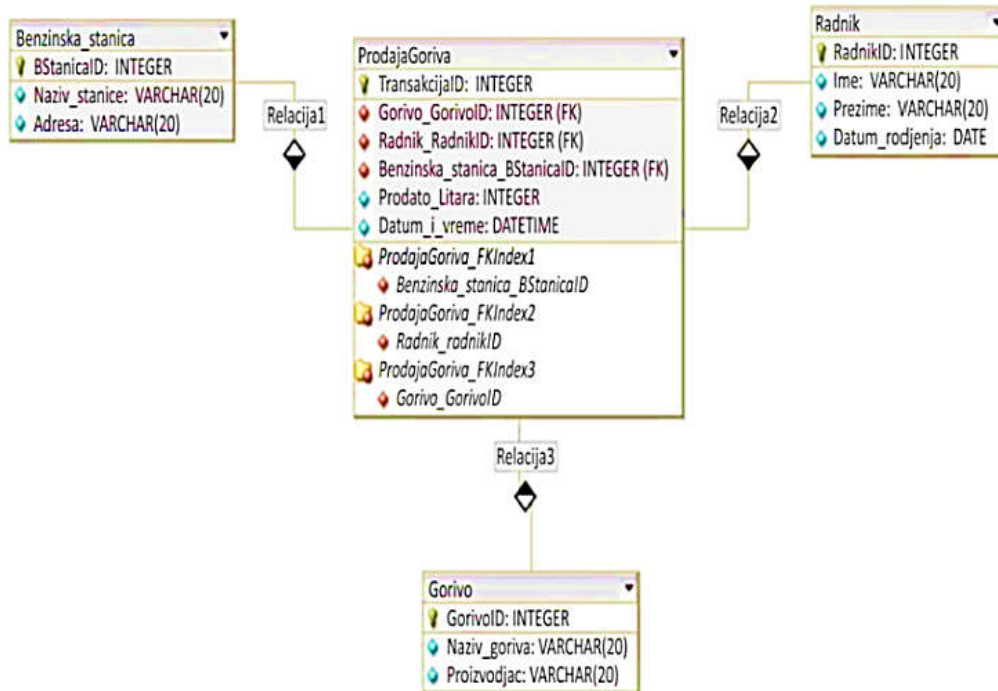 Benzinska_stanica
BStanicaID: INTEGER
Naziv_stanice: VARCHAR(20)
Adresa: VARCHAR(20)
Relacija1
ProdajaGoriva
TransakcijaID: INTEGER
Gorivo_GorivoID: INTEGER (FK)
Radnik_RadnikID: INTEGER (FK)
Benzinska_stanica_BStanicaID: INTEGER (FK)
Prodato_Litara: INTEGER
Datum_i_vreme: DATETIME
ProdajaGoriva_FKIndex1
Benzinska_stanica_BStanicaID
ProdajaGoriva_FKIndex2
Radnik_radnikID
ProdajaGoriva_FKIndex3
Gorivo_GorivoID
Relacija2
Radnik
RadnikID: INTEGER
Ime: VARCHAR(20)
Prezime: VARCHAR(20)
Datum_rodjenja: DATE
Relacija3
Gorivo
GorivoID: INTEGER
Naziv_goriva: VARCHAR(20)
Proizvodjac: VARCHAR(20)